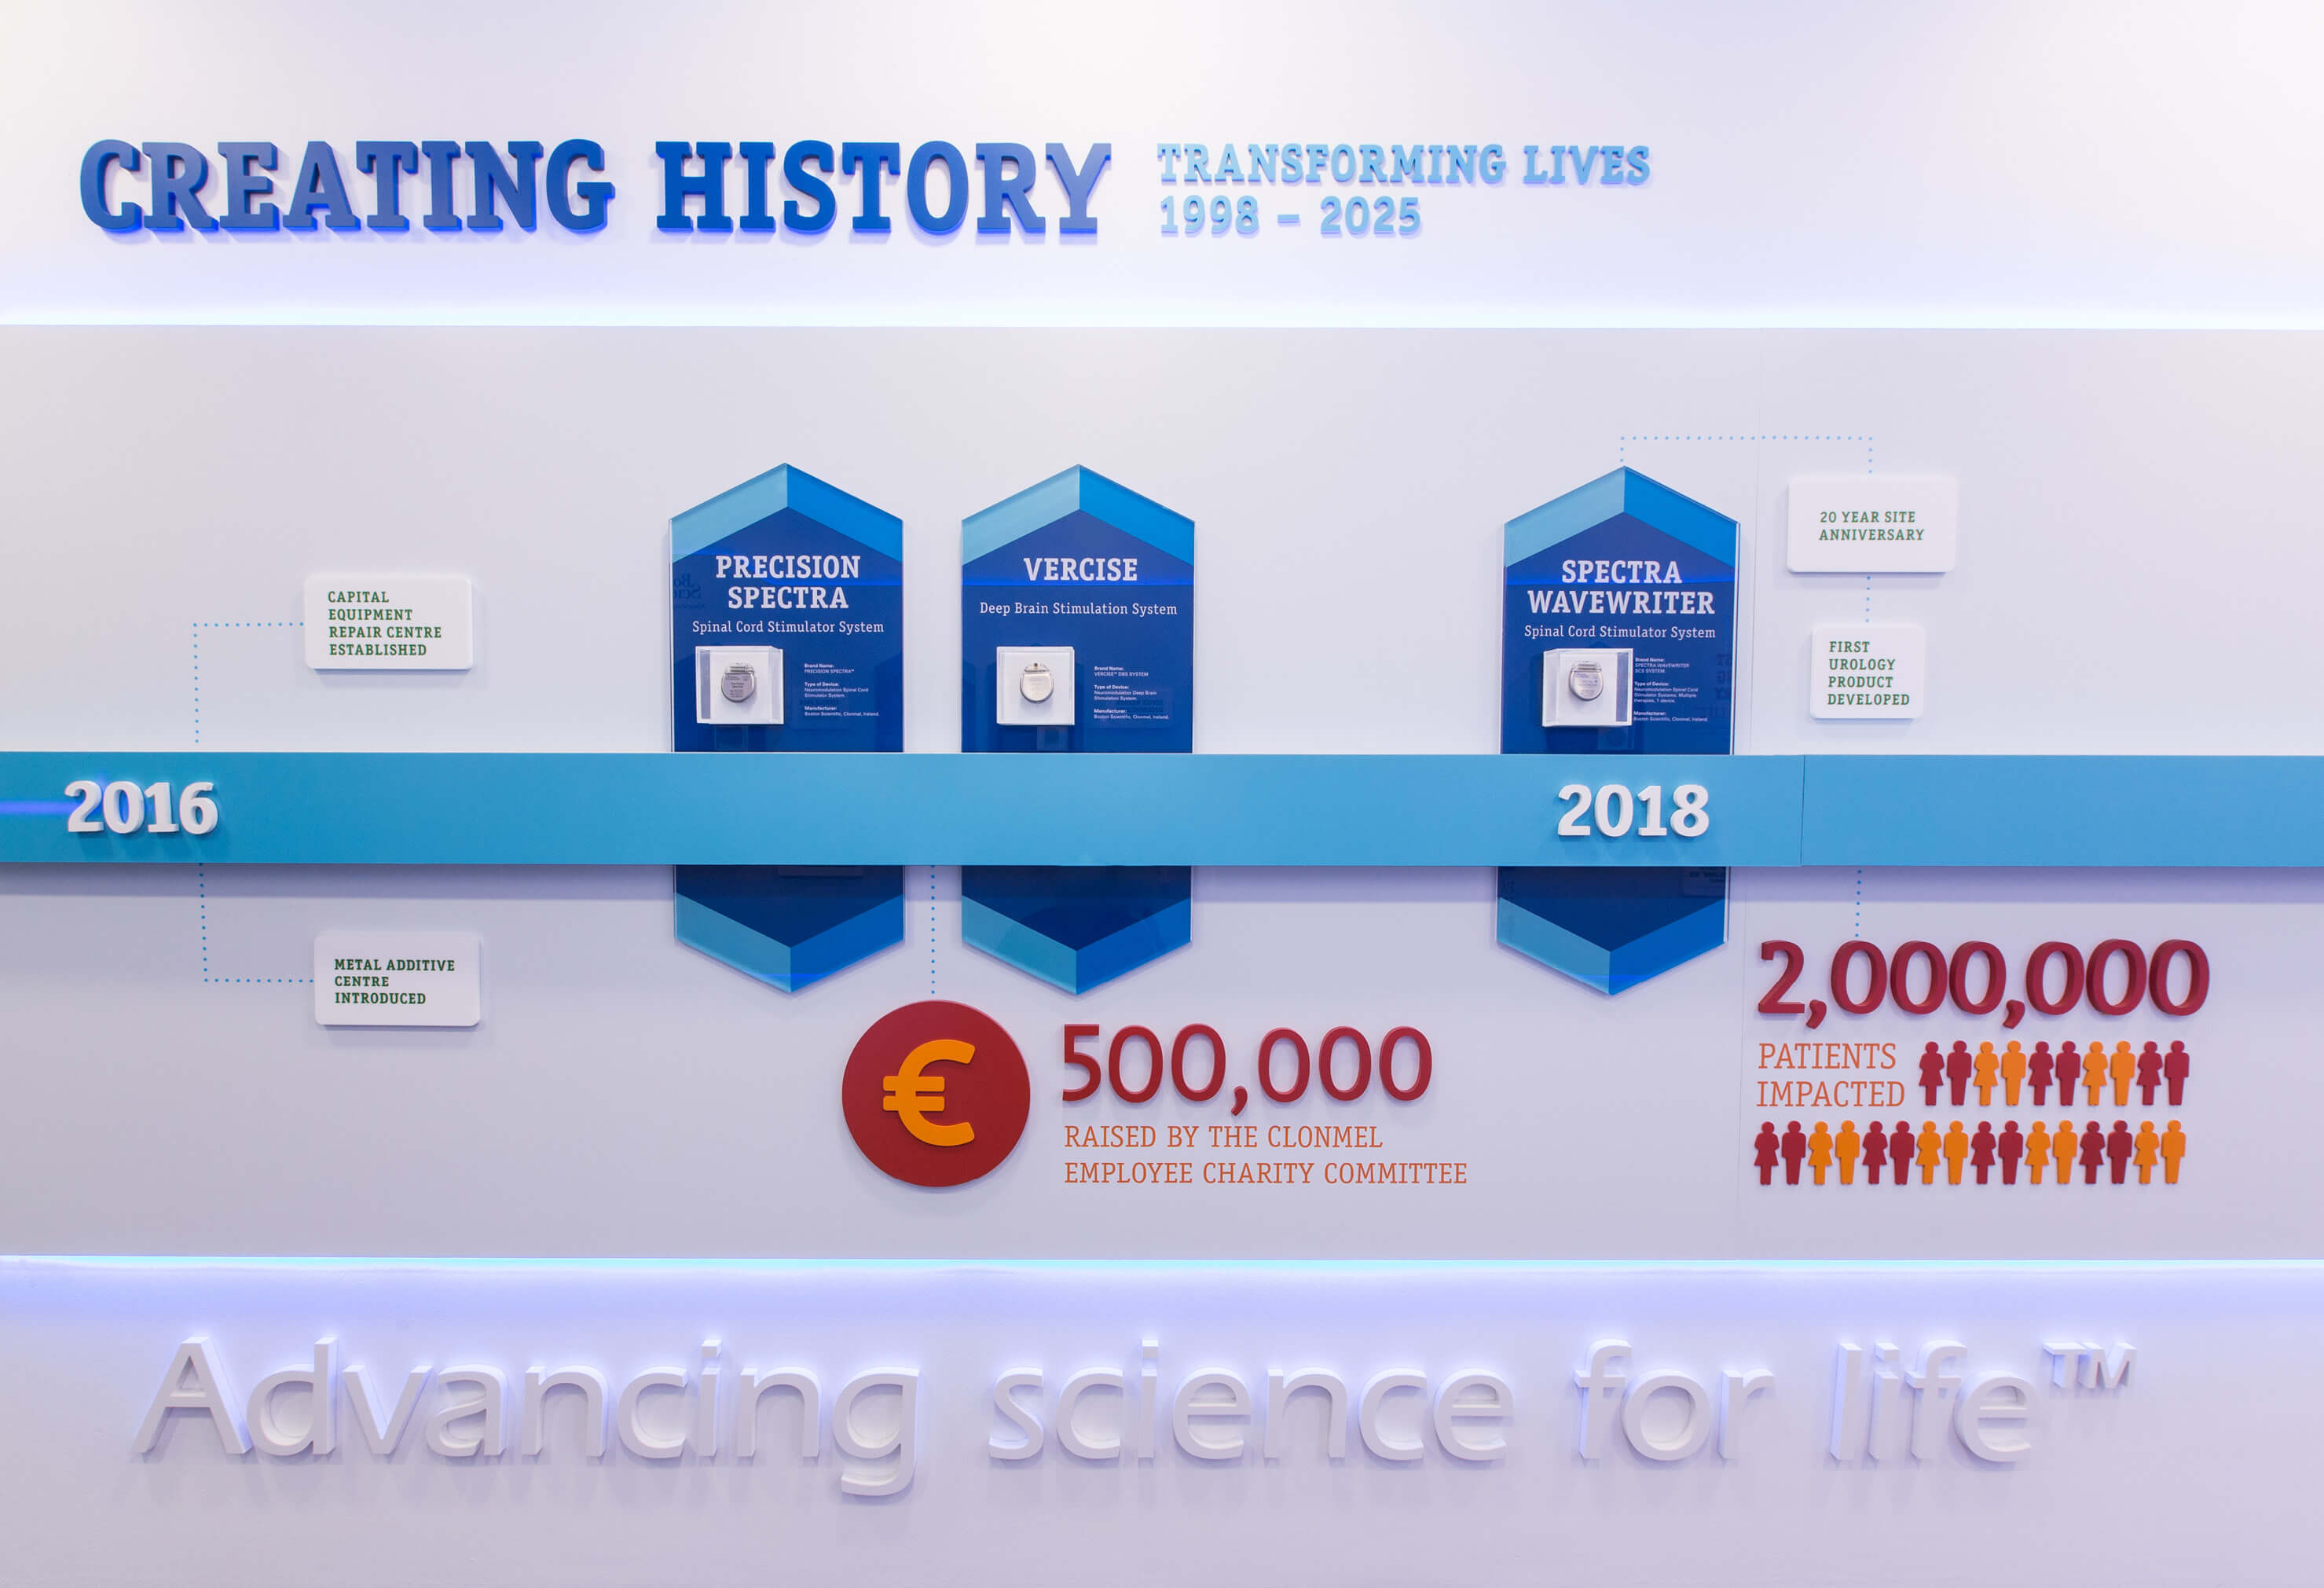 CREATING HISTORY
TRANSFORMING LIVES
1998 – 2025
CAPITAL
EQUIPMENT
REPAIR CENTRE
ESTABLISHED
PRECISION
SPECTRA
Spinal Cord Stimulator System
Brand Name:
PRECISION SPECTRA™
Type of Device:
Neuromodulation Spinal Cord
Stimulator System.
Manufacturer:
Boston Scientific, Clonmel, Ireland.
VERCISE
Deep Brain Stimulation System
Brand Name:
VERCISE™ DBS SYSTEM
Type of Device:
Neuromodulation Deep Brain
Stimulation System.
Manufacturer:
Boston Scientific, Clonmel, Ireland.
SPECTRA
WAVEWRITER
Spinal Cord Stimulator System
Brand Name:
SPECTRA WAVEWRITER
SCS SYSTEM
Type of Device:
Neuromodulation Spinal Cord
Stimulator Systems. Multiple
therapies, 1 device.
Manufacturer:
Boston Scientific, Clonmel, Ireland.
20 YEAR SITE
ANNIVERSARY
FIRST
UROLOGY
PRODUCT
DEVELOPED
2016
2018
METAL ADDITIVE
CENTRE
INTRODUCED
€ 500,000
RAISED BY THE CLONMEL
EMPLOYEE CHARITY COMMITTEE
2,000,000
PATIENTS
IMPACTED
Advancing science for life™